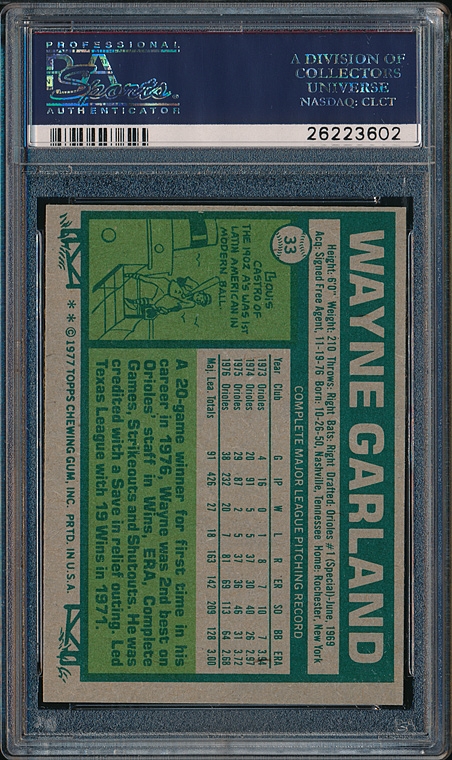 PROFESSIONAL
PSA
Sports
AUTHENTICATOR
A DIVISION OF
COLLECTORS
UNIVERSE
NASDAQ: CLCT
26223602
33
WAYNE GARLAND
Height: 6'0" Weight: 210 Throws: Right Bats: Right Drafted: Orioles #1 (Special)-June, 1969
Acq: Signed Free Agent, 11-19-76 Born: 10-26-50, Nashville, Tennessee Home: Rochester, New York
COMPLETE MAJOR LEAGUE PITCHING RECORD
Year Club G IP W L R ER SO BB ERA
1973 Orioles 4 16 0 1 8 7 10 7 3.94
1974 Orioles 20 91 5 5 37 30 40 26 2.97
1975 Orioles 29 87 2 5 37 36 46 31 3.72
1976 Orioles 38 232 20 7 81 69 113 64 2.68
Maj. Lea. Totals 91 426 27 18 163 142 209 128 3.00
LOUIS
CASTRO OF
THE 1902 A's WAS 1ST
LATIN AMERICAN IN
MODERN BALL.
A 20-game winner for first time in his
career in 1976, Wayne was 2nd best on
Orioles' staff in Wins, ERA, Complete
Games, Strikeouts and Shutouts. He was
credited with a Save in relief outing. Led
Texas League with 19 Wins in 1971.
* * © 1977 TOPPS CHEWING GUM, INC. PRTD. IN U.S.A.